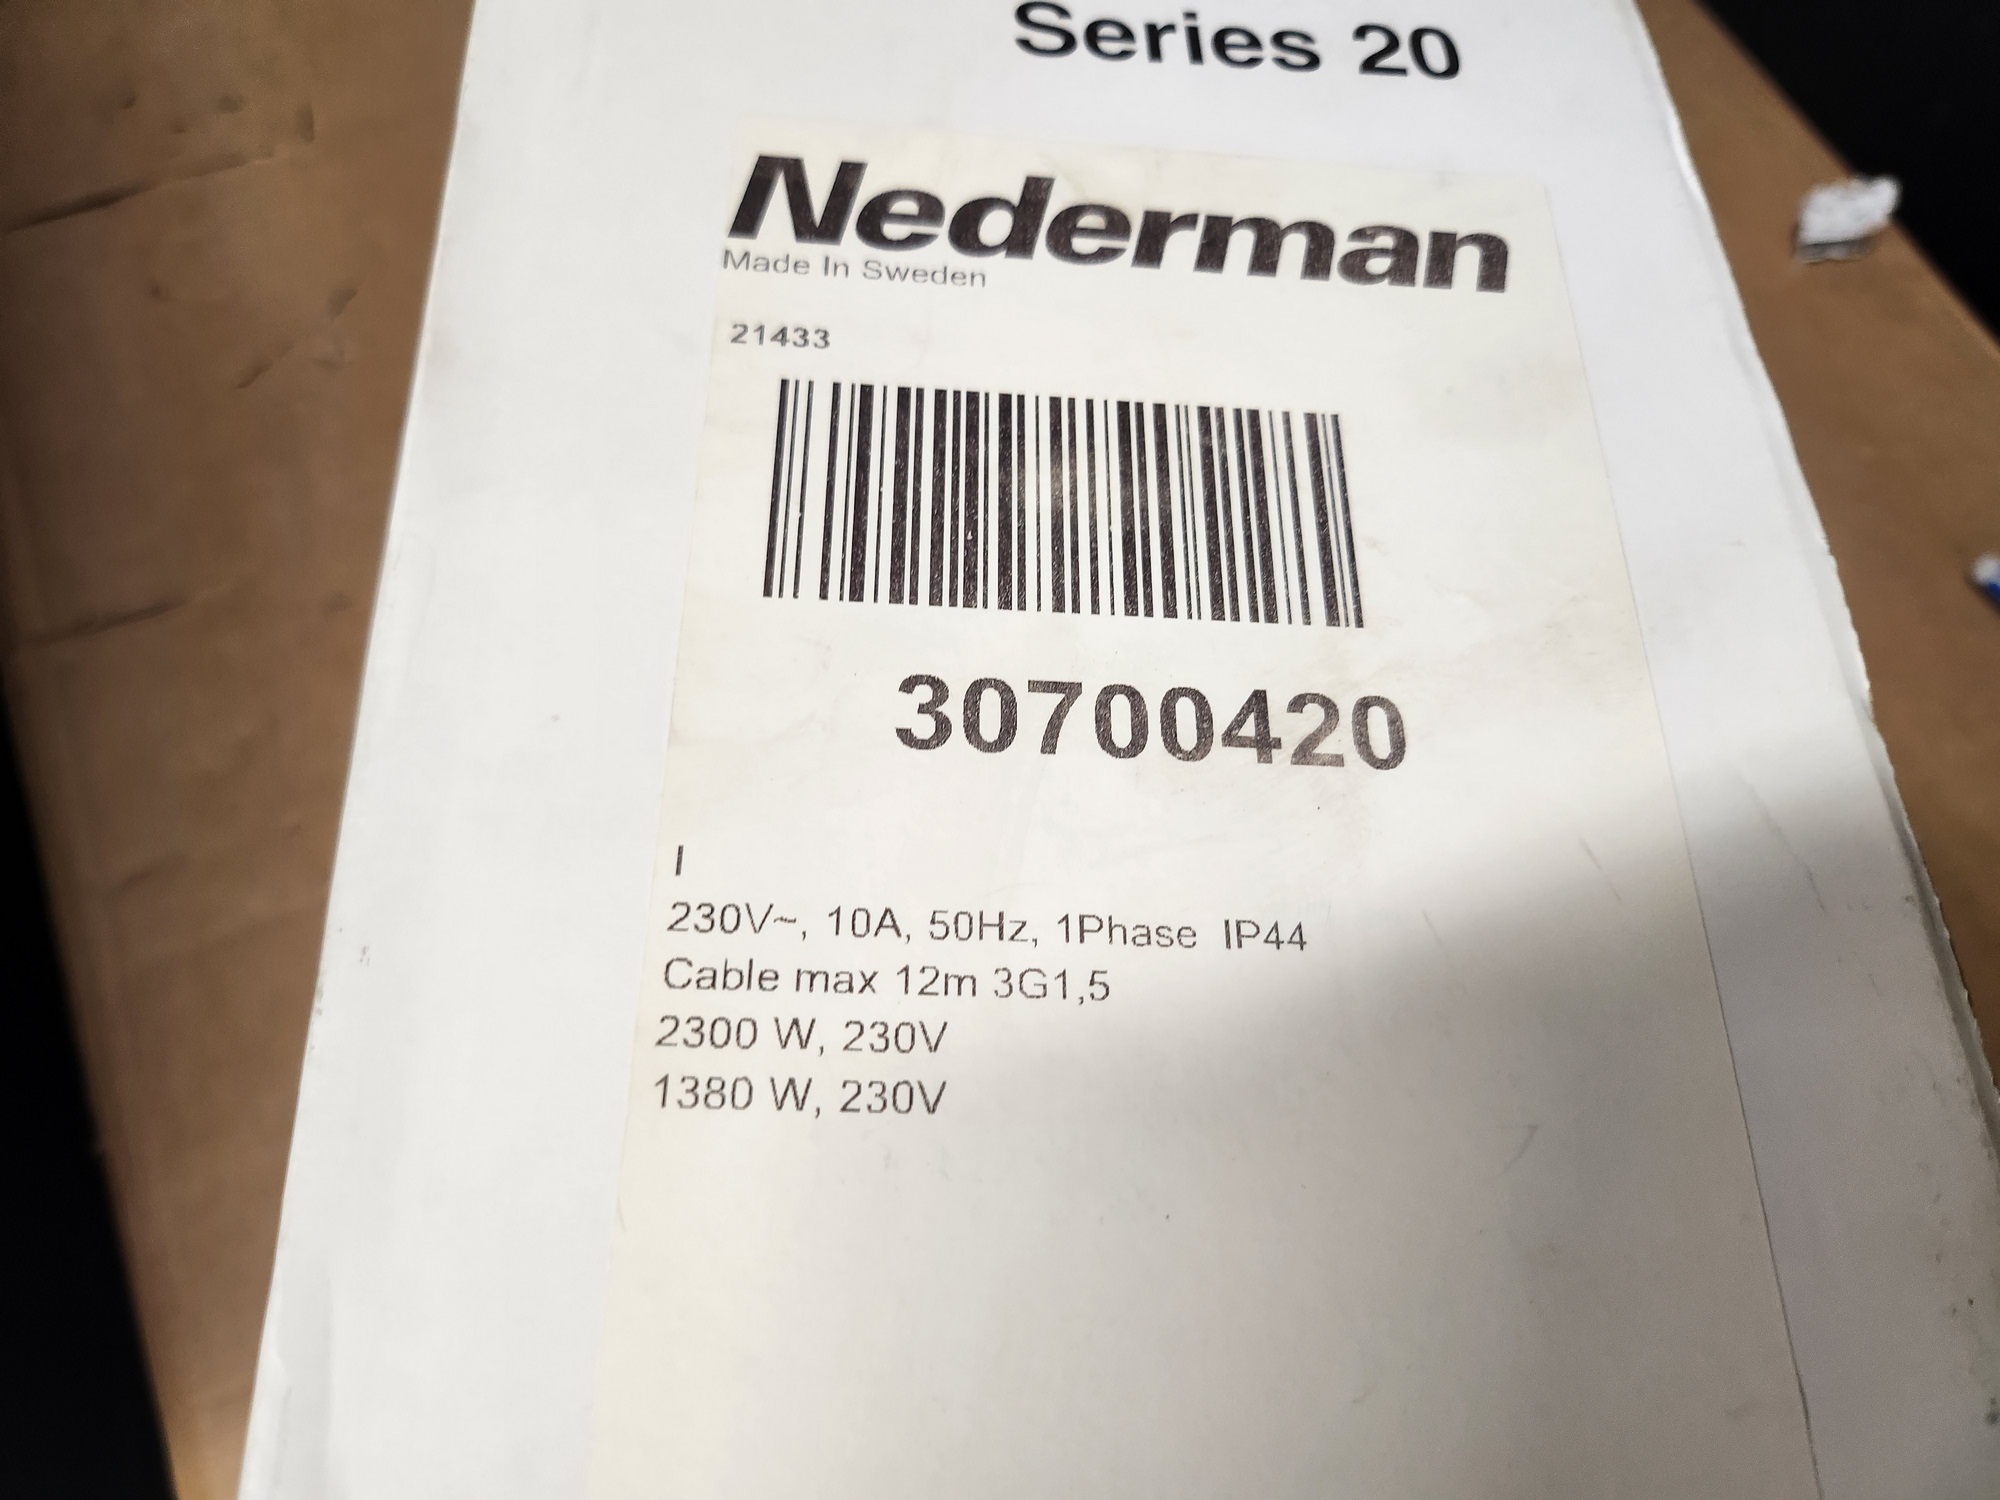 Series 20
Nederman
Made In Sweden
21433
30700420
I
230V~, 10A, 50Hz, 1Phase IP44
Cable max 12m 3G1,5
2300 W, 230V
1380 W, 230V